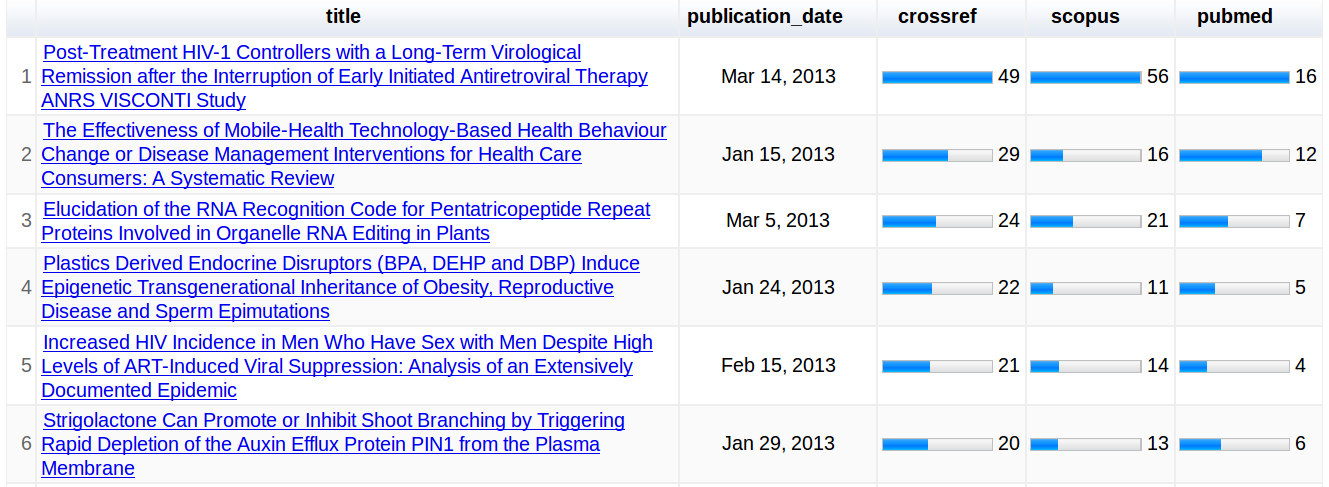 title publication_date crossref scopus pubmed
Post-Treatment HIV-1 Controllers with a Long-Term Virological
1 Remission after the Interruption of Early Initiated Antiretroviral Therapy Mar 14, 2013 49 56 16
ANRS VISCONTI Study
The Effectiveness of Mobile-Health Technology-Based Health Behaviour
2 Change or Disease Management Interventions for Health Care Jan 15, 2013 29 16 12
Consumers: A Systematic Review
Elucidation of the RNA Recognition Code for Pentatricopeptide Repeat
3 Proteins Involved in Organelle RNA Editing in Plants Mar 5, 2013 24 21 7
Plastics Derived Endocrine Disruptors (BPA, DEHP and DBP) Induce
4 Epigenetic Transgenerational Inheritance of Obesity, Reproductive Jan 24, 2013 22 11 5
Disease and Sperm Epimutations
Increased HIV Incidence in Men Who Have Sex with Men Despite High
5 Levels of ART-Induced Viral Suppression: Analysis of an Extensively Feb 15, 2013 21 14 4
Documented Epidemic
Strigolactone Can Promote or Inhibit Shoot Branching by Triggering
6 Rapid Depletion of the Auxin Efflux Protein PIN1 from the Plasma Jan 29, 2013 20 13 6
Membrane